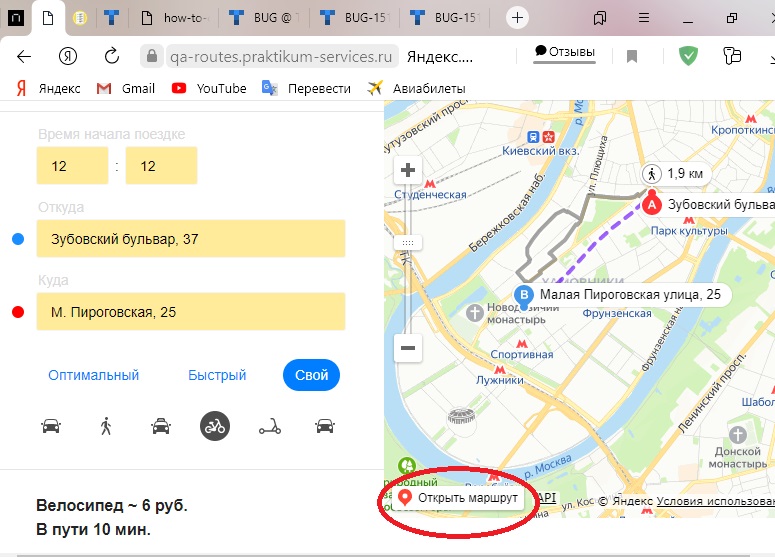 how-to-
BUG @ T
BUG-151
BUG-151
qa-routes.praktikum-services.ru Яндекс....
Отзывы
Яндекс
Gmail
YouTube
Перевести
Авиабилеты
Время начала поездке
12 : 12
Откуда
Зубовский бульвар, 37
Куда
М. Пироговская, 25
Оптимальный
Быстрый
Свой
Велосипед ~ 6 руб.
В пути 10 мин.
Кутузовский просп.
р. М
Киевский вкз.
Кропоткинс
ул. Плющиха
Студенческая
1,9 км
A
Зубовский бульва
Бережковская наб.
Парк культуры
ХАМОВНИКИ
B
Малая Пироговская улица, 25
Новодевичий
монастырь
Фрунзенская
Спортивная
Фрунзенская наб.
Лужники
Ленинский просп.
Шабол
Донской
монастырь
р. Москва
Открыть маршрут
API
ул. Кос
© Яндекс Условия использован